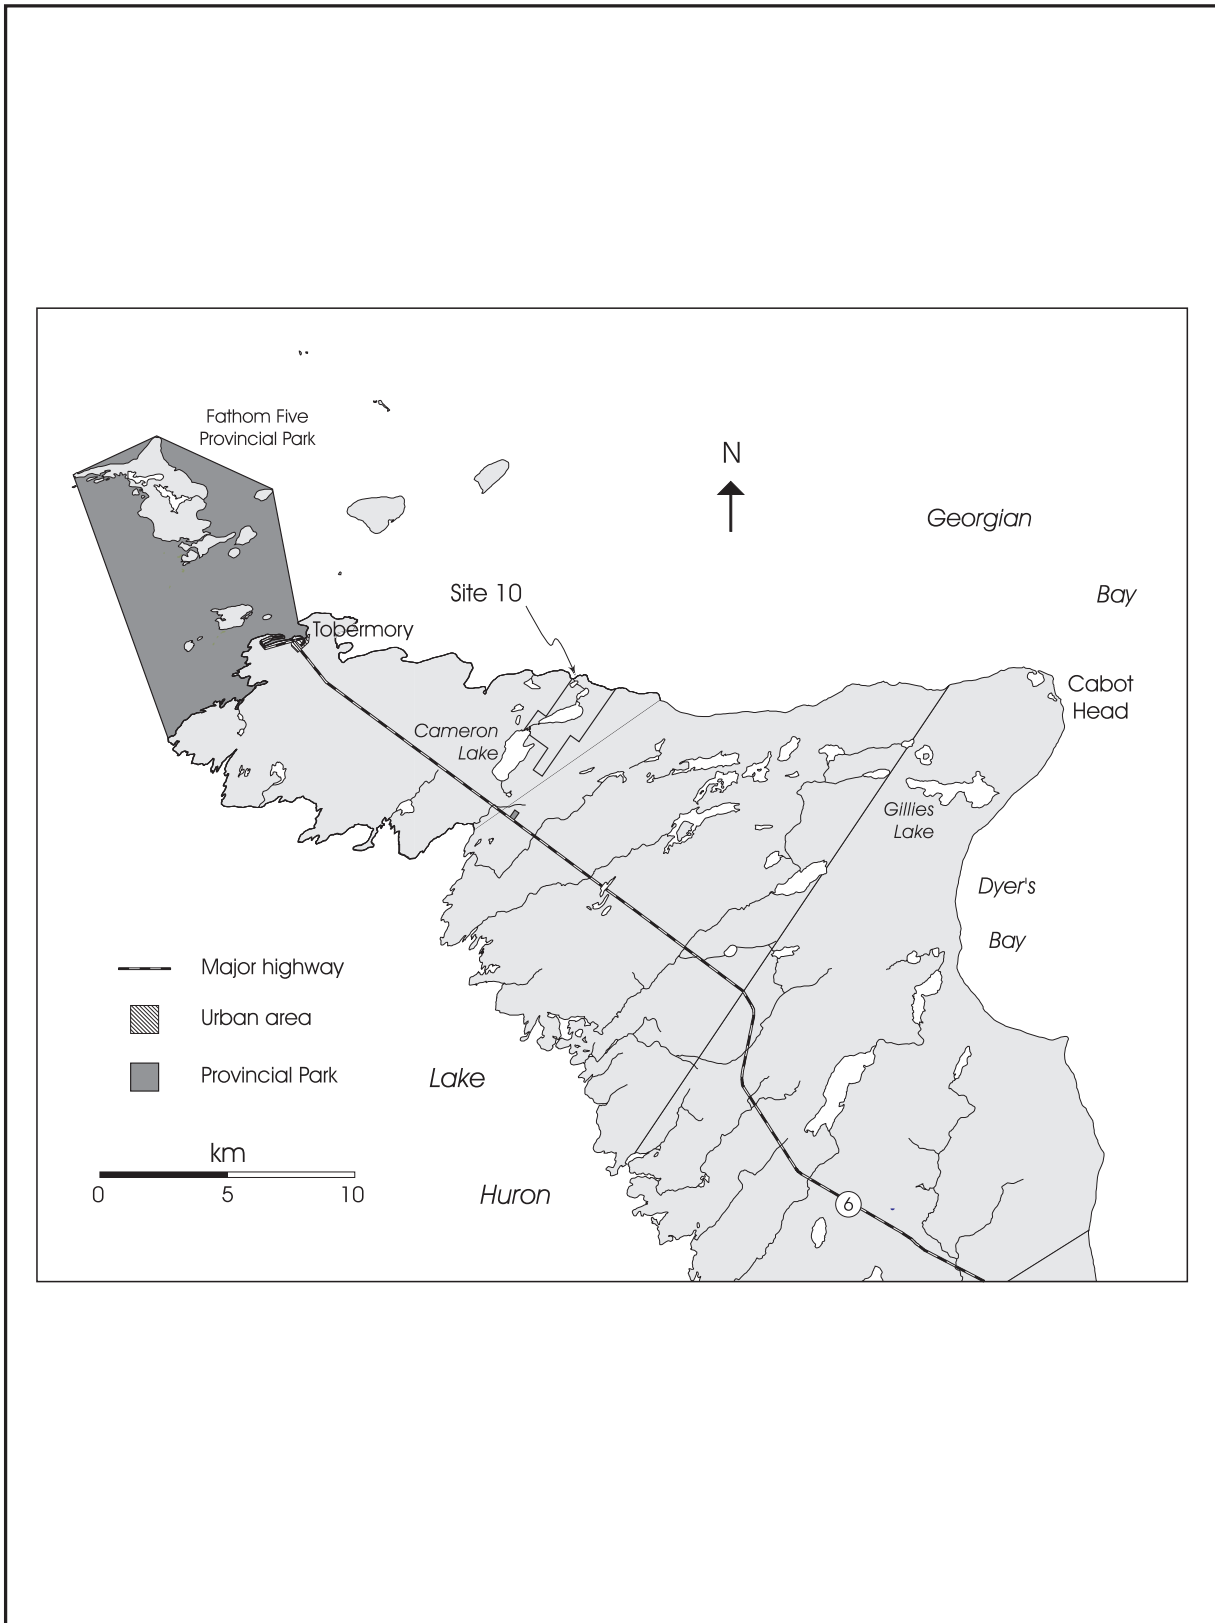 Fathom Five
Provincial Park
N
Georgian
Bay
Site 10
Tobermory
Cabot
Head
Cameron
Lake
Gillies
Lake
Dyer's
Bay
Major highway
Urban area
Provincial Park
Lake
Huron
km
0 5 10
6